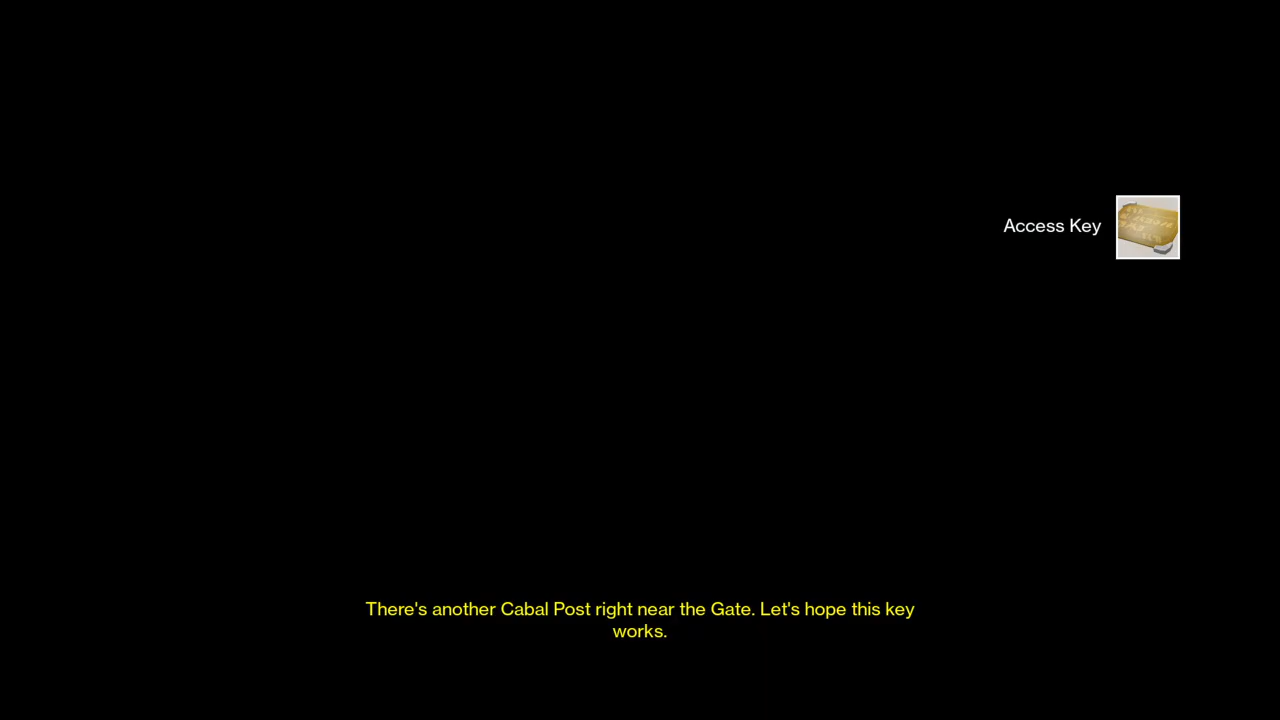 Access Key
There's another Cabal Post right near the Gate. Let's hope this key
works.